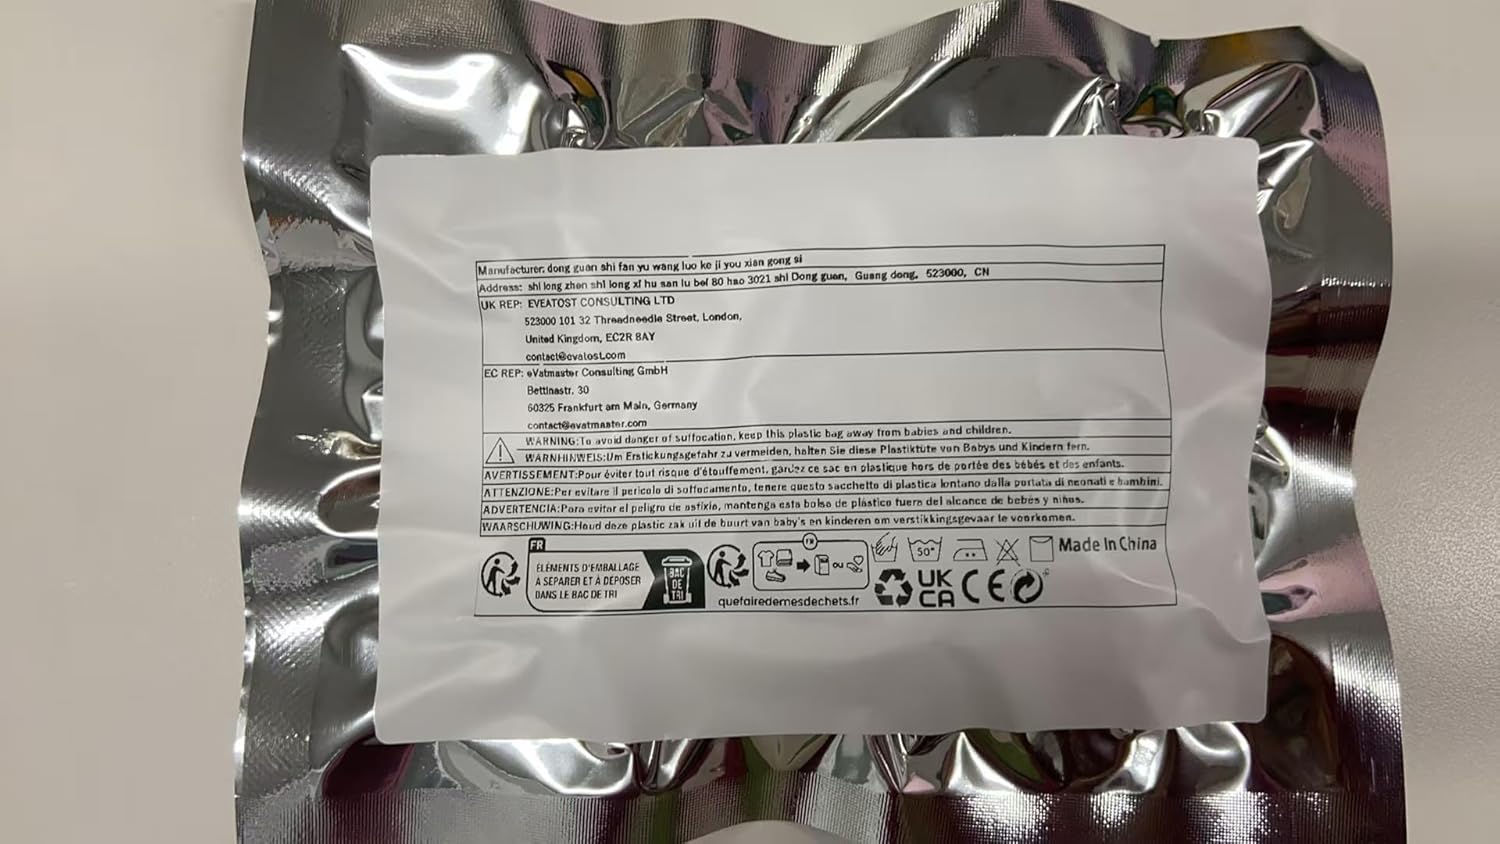 Manufacturer: dong guan shi fan yu wang luo ke ji you xian gong si
Address: shi long zhen shi long xi hu san lu bei 80 hao 3021 shi Dong guan, Guang dong, 523000, CN
UK REP: EVEATOST CONSULTING LTD
523000 101 32 Threadneedle Street, London,
United Kingdom, EC2R 8AY
contact@evatost.com
EC REP: eVatmaster Consulting GmbH
Bettinastr. 30
60325 Frankfurt am Main, Germany
contact@evatmaster.com
WARNING:To avoid danger of suffocation, keep this plastic bag away from babies and children.
WARNHINWEIS:Um Erstickungsgefahr zu vermeiden, halten Sie diese Plastiktüte von Babys und Kindern fern.
AVERTISSEMENT:Pour éviter tout risque d'étouffement, gardez ce sac en plastique hors de portée des bébés et des enfants.
ATTENZIONE:Per evitare il pericolo di soffocamento, tenere questo sacchetto di plastica lontano dalla portata di neonati e bambini.
ADVERTENCIA:Para evitar el peligro de asfixia, mantenga esta bolsa de plástico fuera del alcance de bebés y niños.
WAARSCHUWING:Houd deze plastic zak uit de buurt van baby's en kinderen om verstikkingsgevaar te voorkomen.
FR
ÉLÉMENTS D'EMBALLAGE
À SÉPARER ET À DÉPOSER
DANS LE BAC DE TRI
BAC
DE
TRI
FR
OU
quefairedemesdechets.fr
50°
Made In China
UK
CA
CE